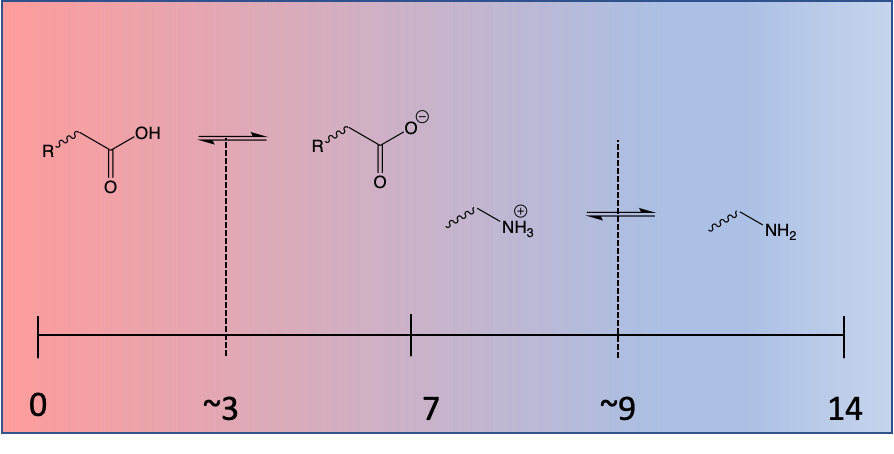 R OH O
R O⊖ O
⊕ NH₃
NH₂
0 ~3 7 ~9 14